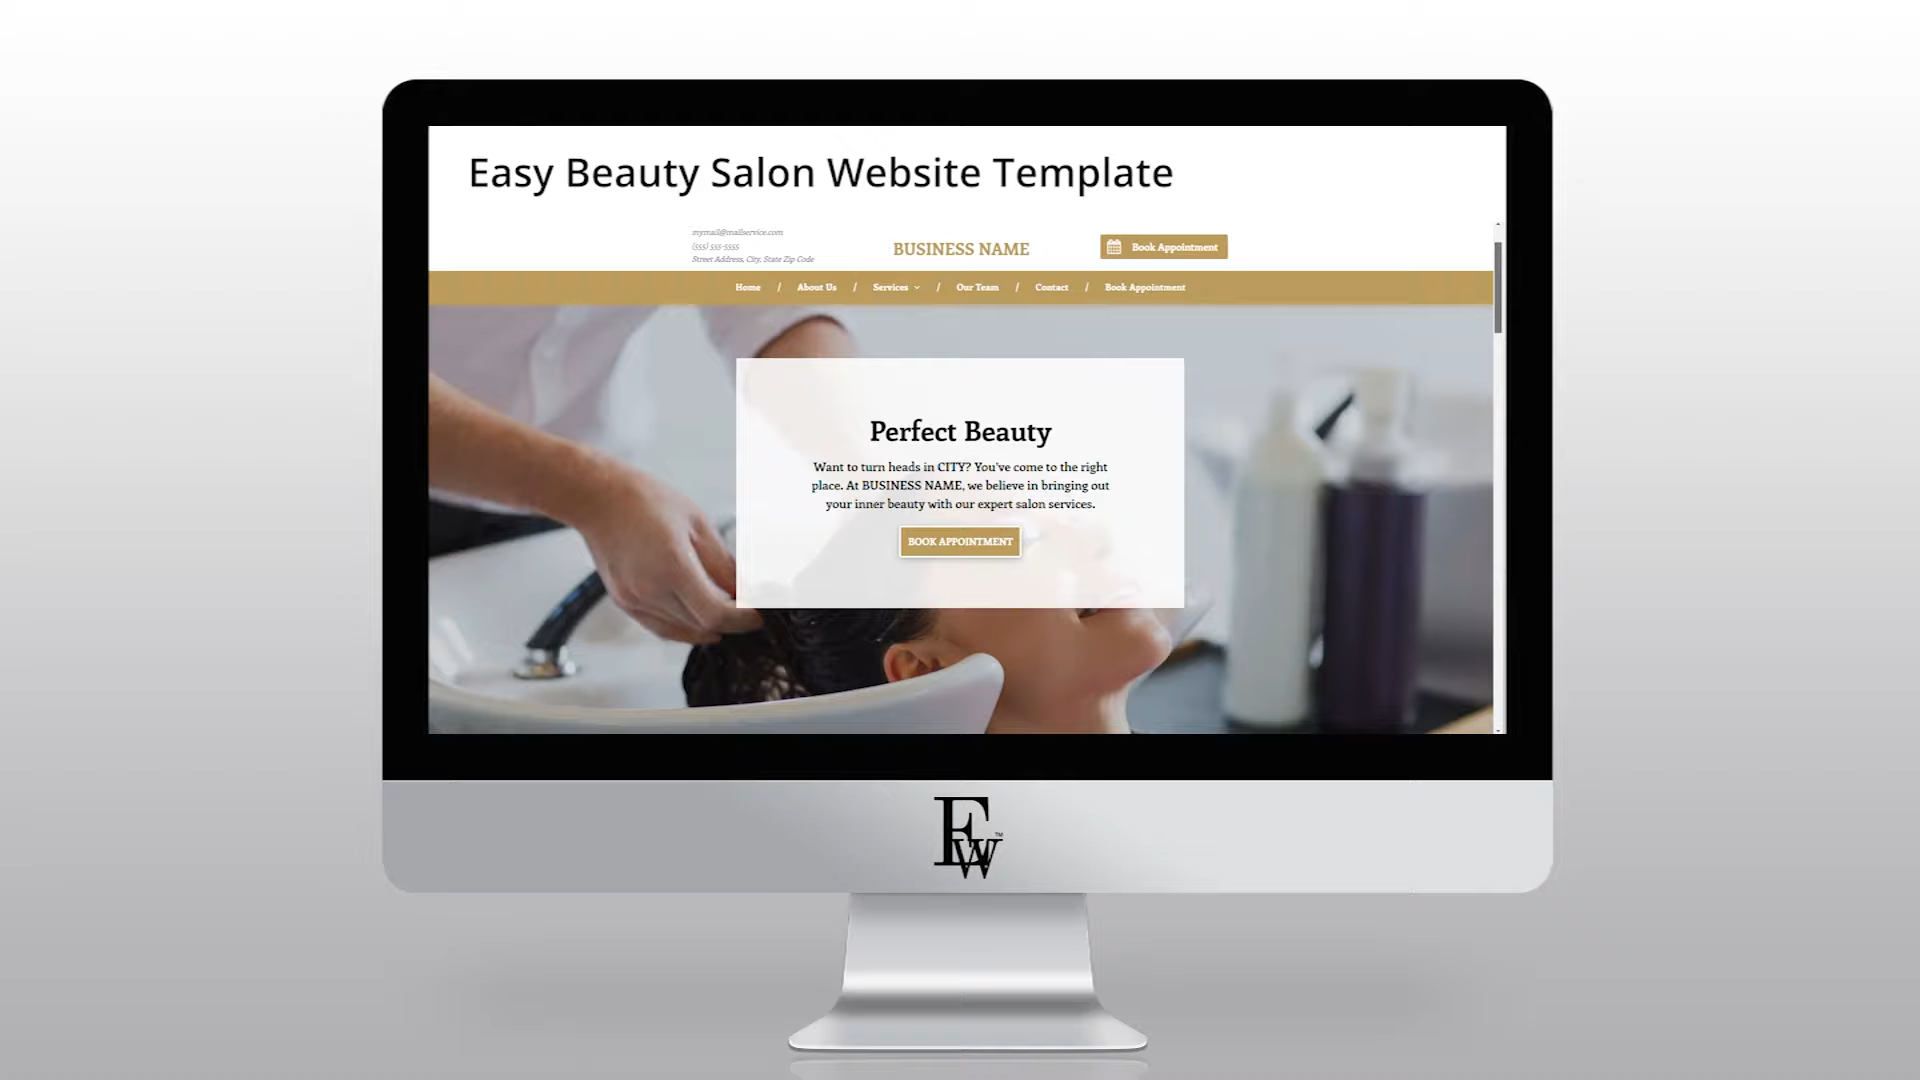 Easy Beauty Salon Website Template
mymail@mailservice.com
(555) 555-5555
Street Address, City, State Zip Code
BUSINESS NAME
Book Appointment
Home / About Us / Services / Our Team / Contact / Book Appointment
Perfect Beauty
Want to turn heads in CITY? You've come to the right
place. At BUSINESS NAME, we believe in bringing out
your inner beauty with our expert salon services.
BOOK APPOINTMENT
EW™